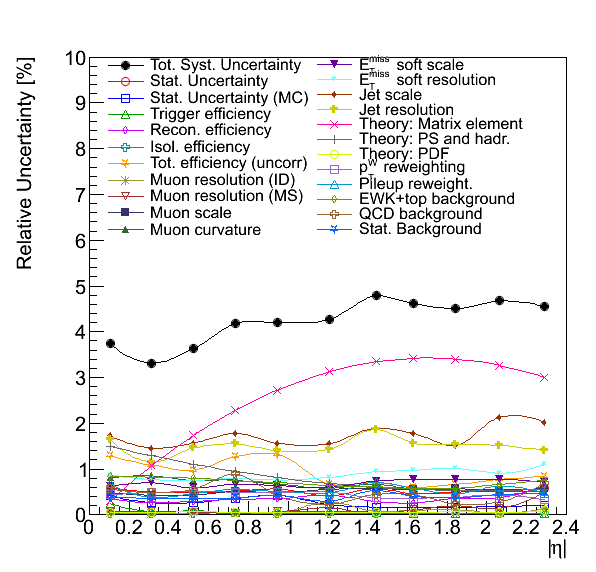 Relative Uncertainty [%]
10
9
8
7
6
5
4
3
2
1
0
Tot. Syst. Uncertainty
Stat. Uncertainty
Stat. Uncertainty (MC)
Trigger efficiency
Recon. efficiency
Isol. efficiency
Tot. efficiency (uncorr)
Muon resolution (ID)
Muon resolution (MS)
Muon scale
Muon curvature
E_T^miss soft scale
E_T^miss soft resolution
Jet scale
Jet resolution
Theory: Matrix element
Theory: PS and hadr.
Theory: PDF
p_T^W reweighting
Pileup reweight.
EWK+top background
QCD background
Stat. Background
0 0.2 0.4 0.6 0.8 1 1.2 1.4 1.6 1.8 2 2.2 2.4
|η|